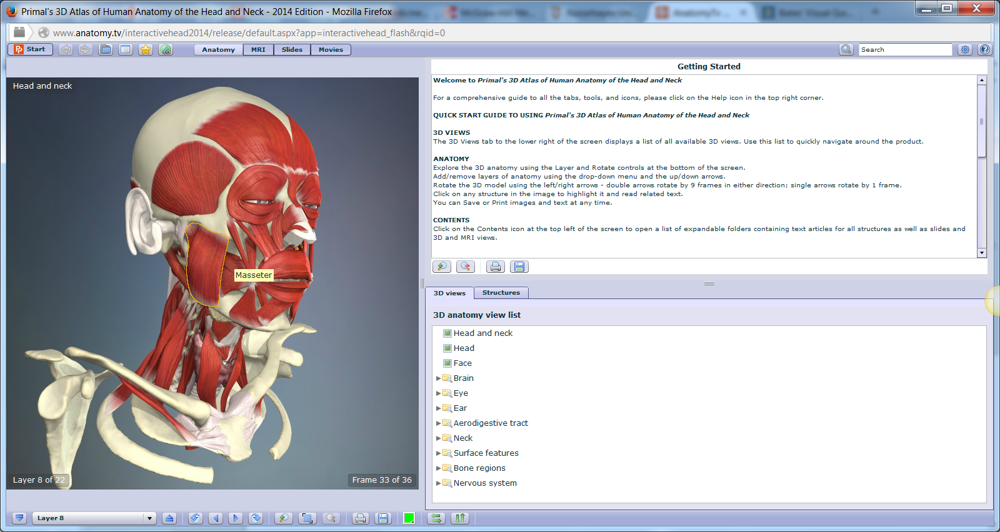 Primal's 3D Atlas of Human Anatomy of the Head and Neck - 2014 Edition - Mozilla Firefox
www.anatomy.tv/interactivehead2014/release/default.aspx?app=interactivehead_flash&rqid=0
Start
Anatomy MRI Slides Movies
Search
Head and neck
Masseter
Layer 8 of 22
Frame 33 of 36
Layer 8
Getting Started
Welcome to Primal's 3D Atlas of Human Anatomy of the Head and Neck
For a comprehensive guide to all the tabs, tools, and icons, please click on the Help icon in the top right corner.
QUICK START GUIDE TO USING Primal's 3D Atlas of Human Anatomy of the Head and Neck
3D VIEWS
The 3D Views tab to the lower right of the screen displays a list of all available 3D views. Use this list to quickly navigate around the product.
ANATOMY
Explore the 3D anatomy using the Layer and Rotate controls at the bottom of the screen.
Add/remove layers of anatomy using the drop-down menu and the up/down arrows.
Rotate the 3D model using the left/right arrows - double arrows rotate by 9 frames in either direction; single arrows rotate by 1 frame.
Click on any structure in the image to highlight it and read related text.
You can Save or Print images and text at any time.
CONTENTS
Click on the Contents icon at the top left of the screen to open a list of expandable folders containing text articles for all structures as well as slides and
3D and MRI views.
3D views Structures
3D anatomy view list
Head and neck
Head
Face
Brain
Eye
Ear
Aerodigestive tract
Neck
Surface features
Bone regions
Nervous system